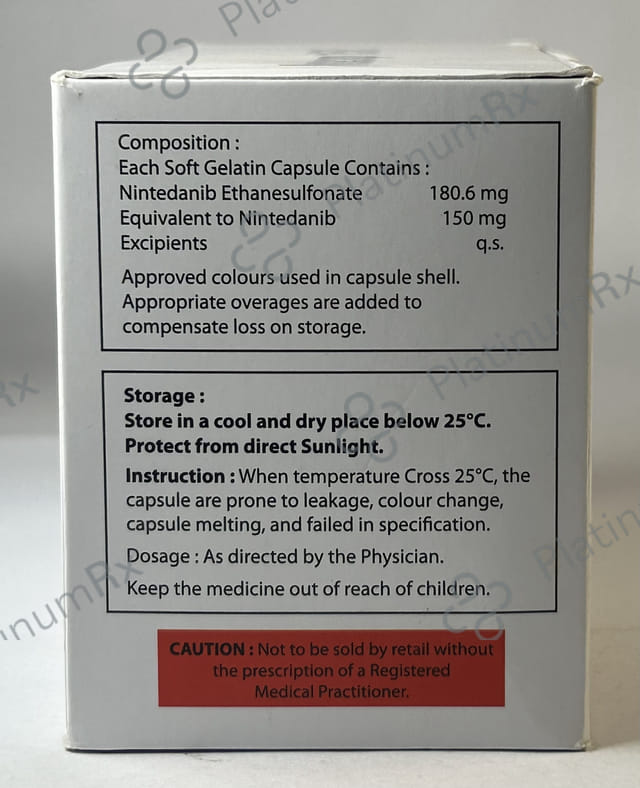 Composition :
Each Soft Gelatin Capsule Contains :
Nintedanib Ethanesulfonate 180.6 mg
Equivalent to Nintedanib 150 mg
Excipients q.s.
Approved colours used in capsule shell.
Appropriate overages are added to
compensate loss on storage.
Storage :
Store in a cool and dry place below 25°C.
Protect from direct Sunlight.
Instruction : When temperature Cross 25°C, the
capsule are prone to leakage, colour change,
capsule melting, and failed in specification.
Dosage : As directed by the Physician.
Keep the medicine out of reach of children.
CAUTION : Not to be sold by retail without
the prescription of a Registered
Medical Practitioner.
PlatinumRx
PlatinumRx
PlatinumRx